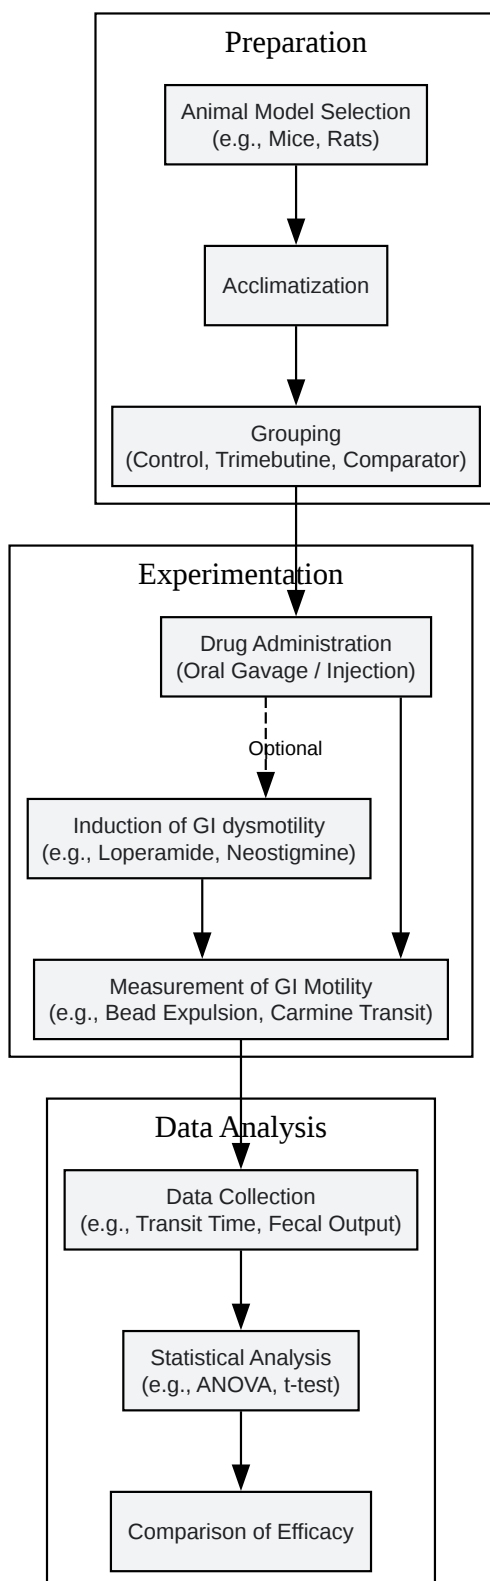 Preparation
Animal Model Selection
(e.g., Mice, Rats)
Acclimatization
Grouping
(Control, Trimebutine, Comparator)
Experimentation
Drug Administration
(Oral Gavage / Injection)
Optional
Induction of GI dysmotility
(e.g., Loperamide, Neostigmine)
Measurement of GI Motility
(e.g., Bead Expulsion, Carmine Transit)
Data Analysis
Data Collection
(e.g., Transit Time, Fecal Output)
Statistical Analysis
(e.g., ANOVA, t-test)
Comparison of Efficacy